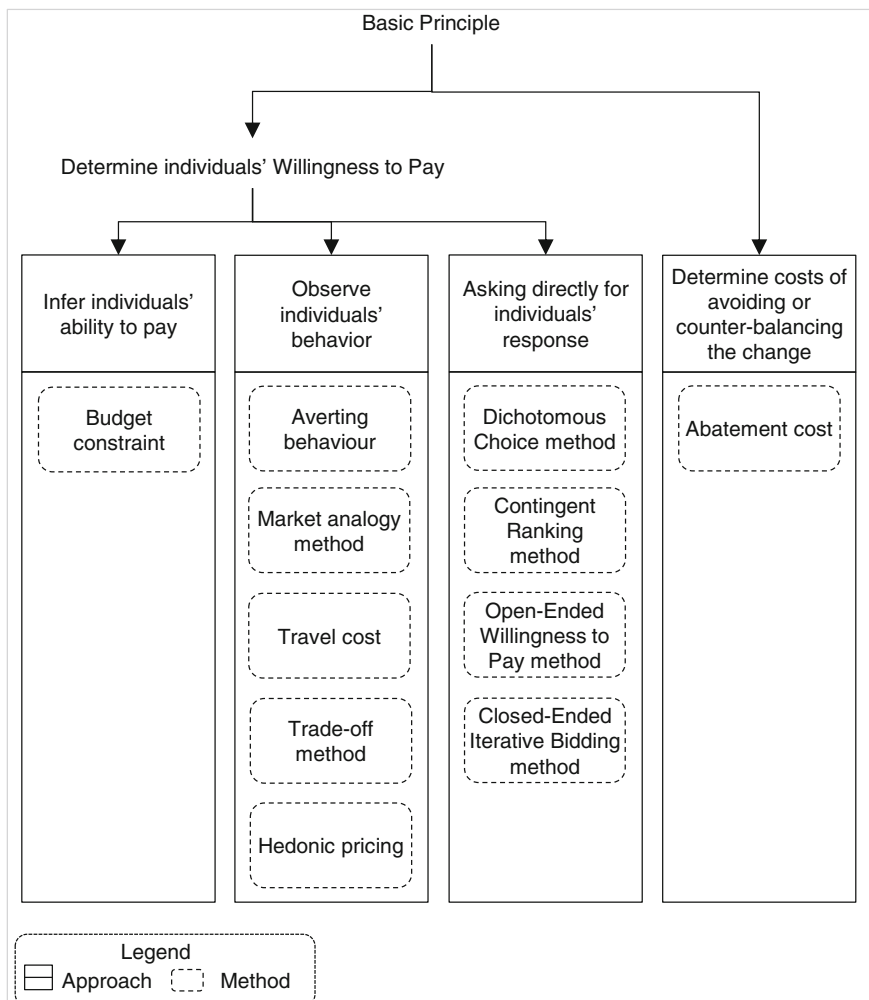 Basic Principle
Determine individuals’ Willingness to Pay
Infer individuals’
ability to pay
Observe
individuals’
behavior
Asking directly for
individuals’
response
Determine costs of
avoiding or
counter-balancing
the change
Budget
constraint
Averting
behaviour
Market analogy
method
Travel cost
Trade-off
method
Hedonic pricing
Dichotomous
Choice method
Contingent
Ranking
method
Open-Ended
Willingness to
Pay method
Closed-Ended
Iterative Bidding
method
Abatement cost
Legend
Approach
Method